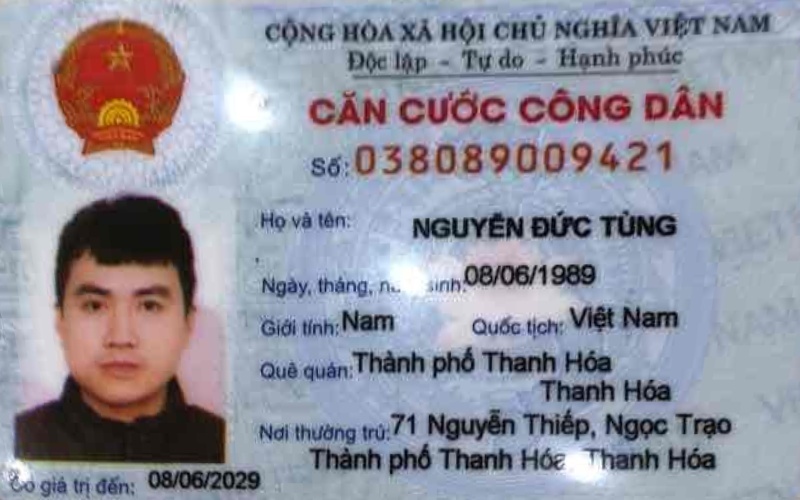 CỘNG HÒA XÃ HỘI CHỦ NGHĨA VIỆT NAM
Độc lập - Tự do - Hạnh phúc
CĂN CƯỚC CÔNG DÂN
Số: 038089009421
Họ và tên: NGUYỄN ĐỨC TÙNG
Ngày, tháng, sinh: 08/06/1989
Giới tính: Nam Quốc tịch: Việt Nam
Quê quán: Thành phố Thanh Hóa
Thanh Hóa
Nơi thường trú: 71 Nguyễn Thiếp, Ngọc Trạo
Thành phố Thanh Hóa Thanh Hóa
Có giá trị đến: 08/06/2029